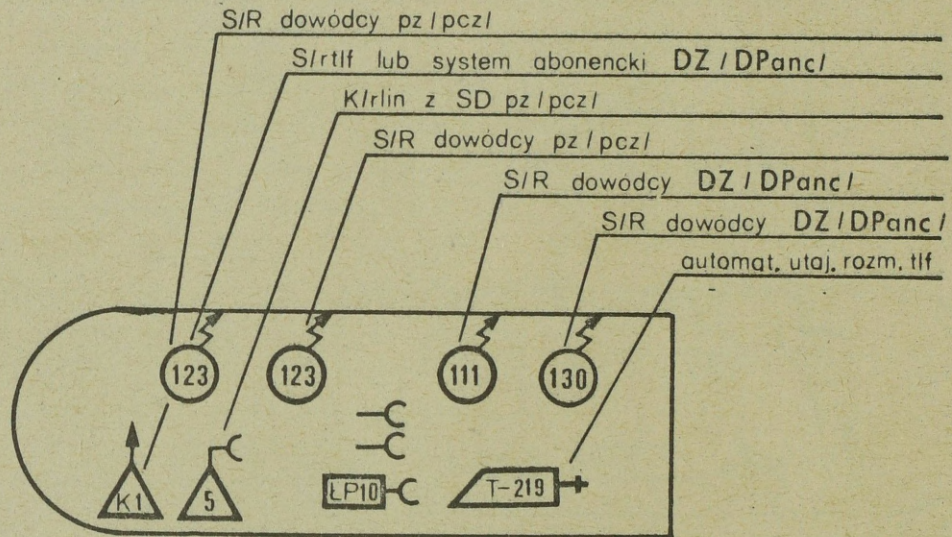 S/R dowódcy pz/pcz/
S/rtlf lub system abonencki DZ/DPanc/
K/rlin z SD pz/pcz/
S/R dowódcy pz/pcz/
S/R dowódcy DZ/DPanc/
S/R dowódcy DZ/DPanc/
automat. utaj. rozm. tlf
123
123
111
130
K1
5
ŁP10
T-219